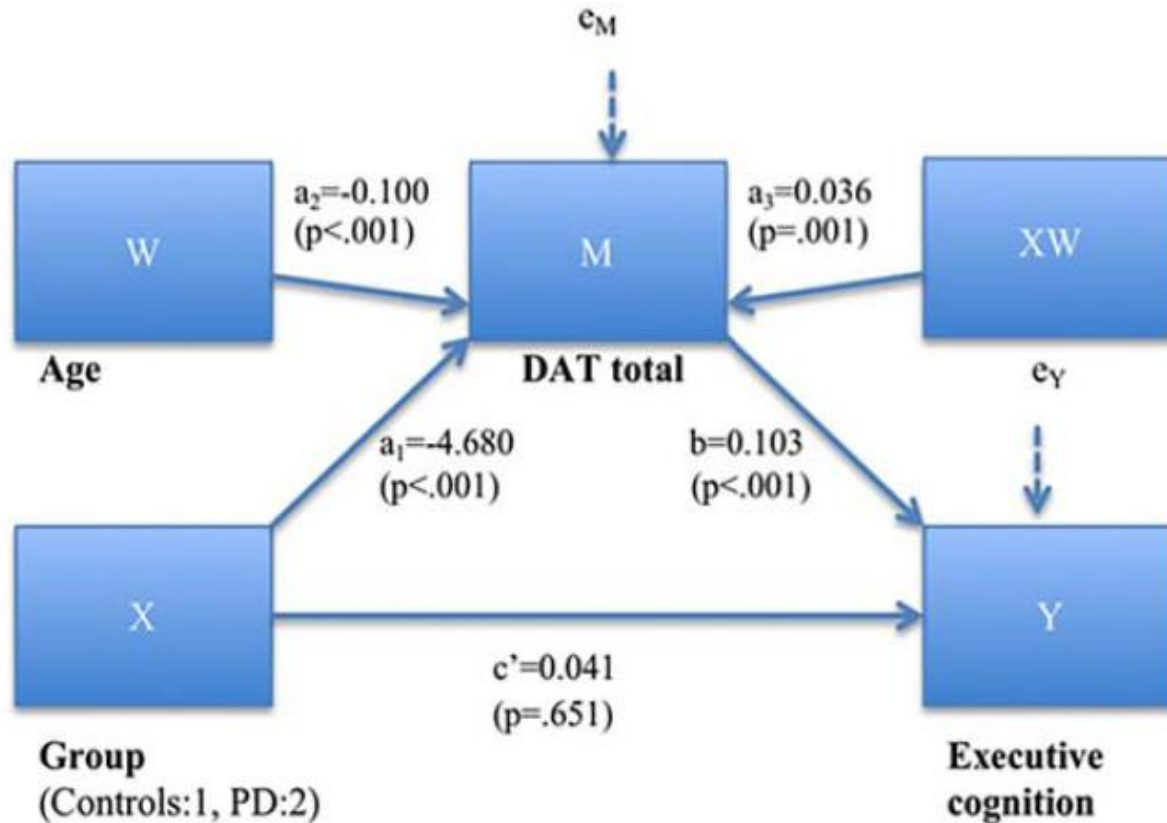 e_M
a₂=-0.100
(p<.001)
a₃=0.036
(p=.001)
W
M
XW
Age
DAT total
e_Y
a₁=-4.680
(p<.001)
b=0.103
(p<.001)
X
Y
c’=0.041
(p=.651)
Group
(Controls:1, PD:2)
Executive
cognition